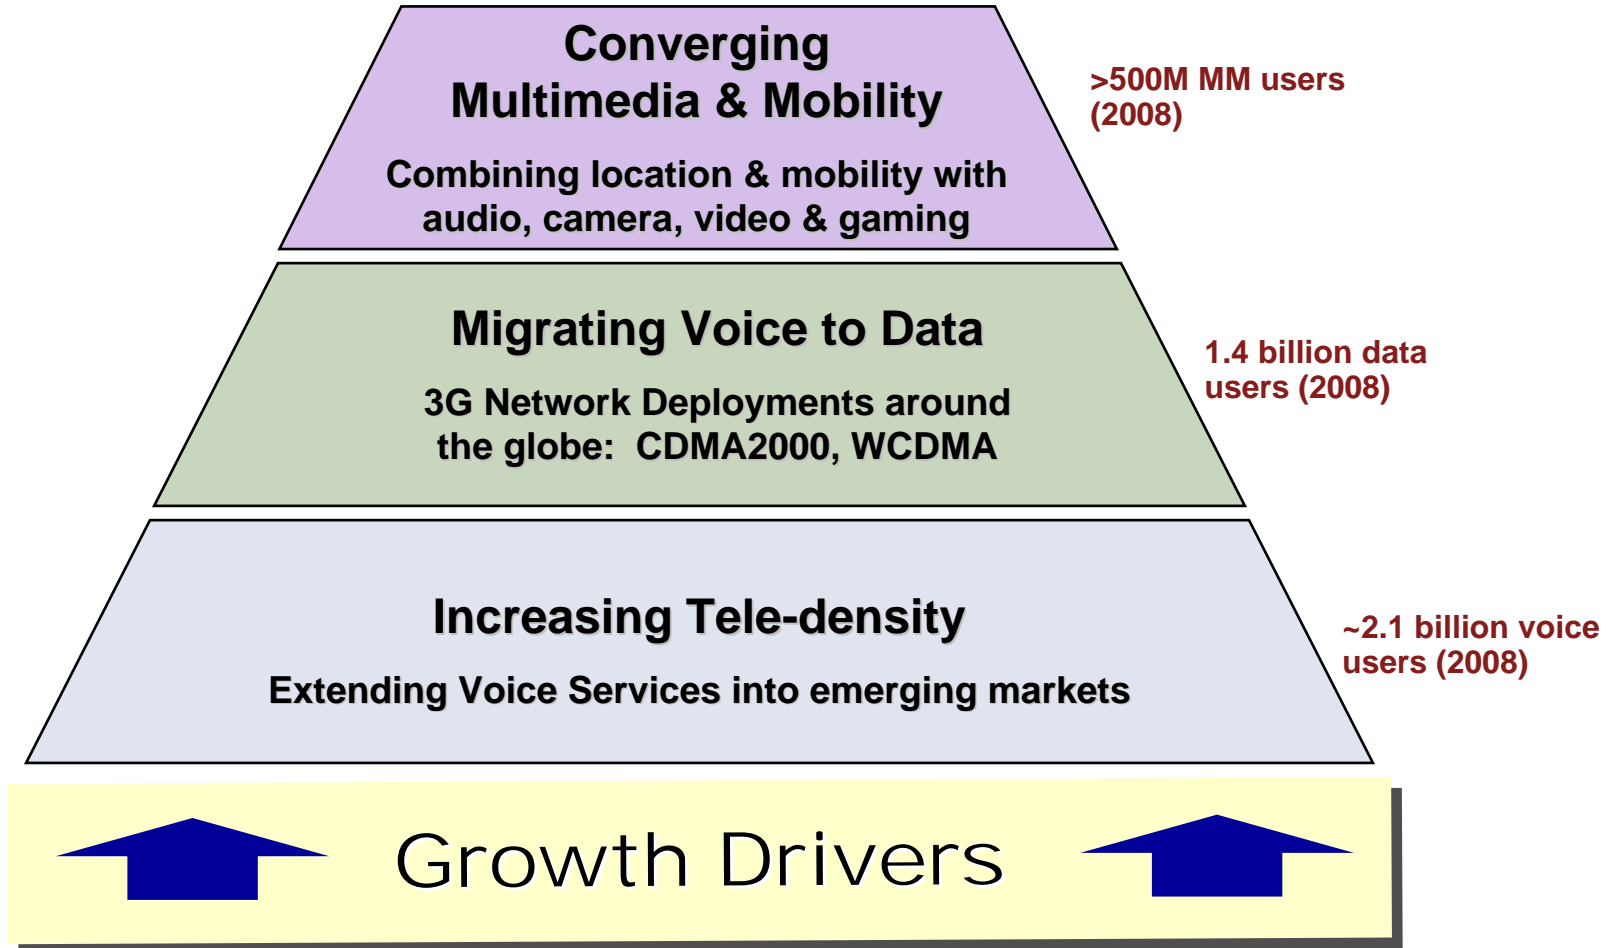 Converging
Multimedia & Mobility
Combining location & mobility with
audio, camera, video & gaming
>500M MM users
(2008)
Migrating Voice to Data
3G Network Deployments around
the globe: CDMA2000, WCDMA
1.4 billion data
users (2008)
Increasing Tele-density
Extending Voice Services into emerging markets
~2.1 billion voice
users (2008)
Growth Drivers